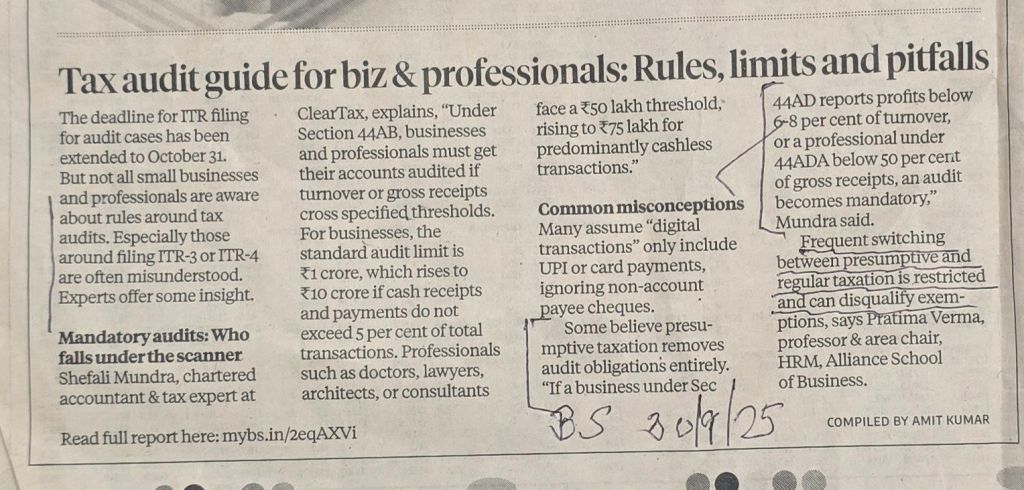 Tax audit guide for biz & professionals: Rules, limits and pitfalls
The deadline for ITR filing
for audit cases has been
extended to October 31.
But not all small businesses
and professionals are aware
about rules around tax
audits. Especially those
around filing ITR-3 or ITR-4
are often misunderstood.
Experts offer some insight.
Mandatory audits: Who
falls under the scanner
Shefali Mundra, chartered
accountant & tax expert at
ClearTax, explains, “Under
Section 44AB, businesses
and professionals must get
their accounts audited if
turnover or gross receipts
cross specified thresholds.
For businesses, the
standard audit limit is
₹1 crore, which rises to
₹10 crore if cash receipts
and payments do not
exceed 5 per cent of total
transactions. Professionals
such as doctors, lawyers,
architects, or consultants
face a ₹50 lakh threshold,
rising to ₹75 lakh for
predominantly cashless
transactions.”
Common misconceptions
Many assume “digital
transactions” only include
UPI or card payments,
ignoring non-account
payee cheques.
Some believe presu-
mptive taxation removes
audit obligations entirely.
“If a business under Sec
44AD reports profits below
6-8 per cent of turnover,
or a professional under
44ADA below 50 per cent
of gross receipts, an audit
becomes mandatory,”
Mundra said.
Frequent switching
between presumptive and
regular taxation is restricted
and can disqualify exem-
ptions, says Pratima Verma,
professor & area chair,
HRM, Alliance School
of Business.
Read full report here: mybs.in/2eqAXVi
BS 30/9/25
COMPILED BY AMIT KUMAR